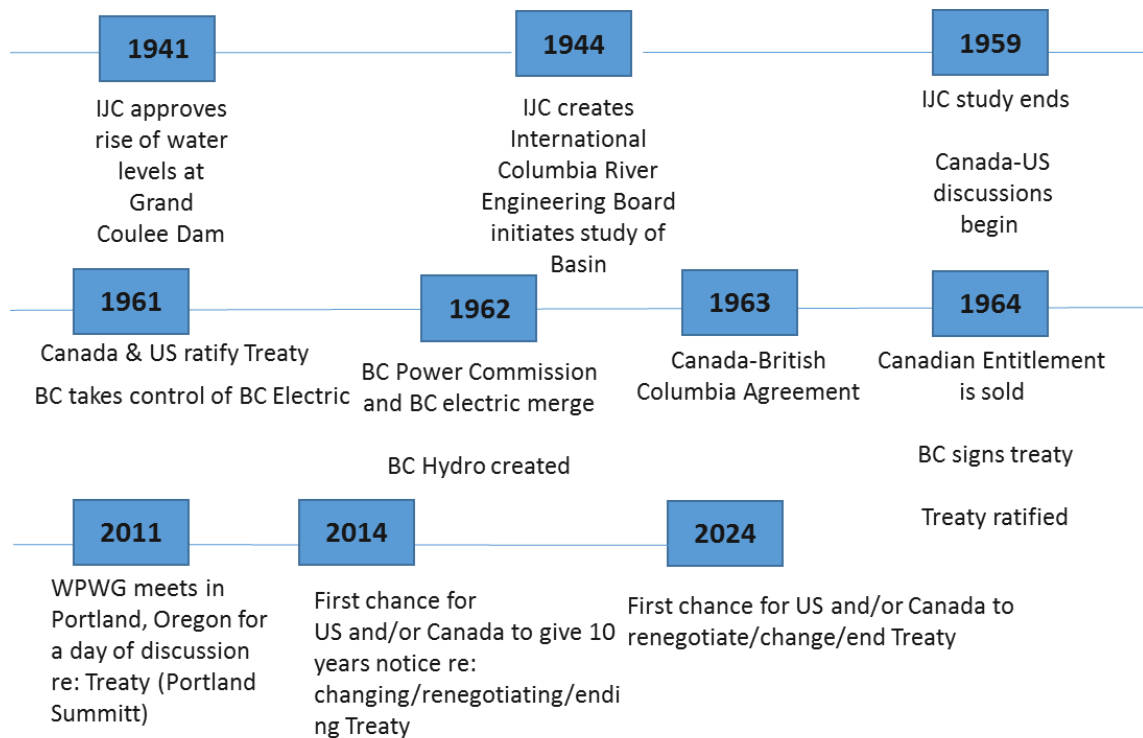 1941
IJC approves
rise of water
levels at
Grand
Coulee Dam
1944
IJC creates
International
Columbia River
Engineering Board
initiates study of
Basin
1959
IJC study ends
Canada-US
discussions
begin
1961
Canada & US ratify Treaty
BC takes control of BC Electric
1962
BC Power Commission
and BC electric merge
BC Hydro created
1963
Canada-British
Columbia Agreement
1964
Canadian Entitlement
is sold
BC signs treaty
Treaty ratified
2011
WPWG meets in
Portland, Oregon for
a day of discussion
re: Treaty (Portland
Summitt)
2014
First chance for
US and/or Canada to give 10
years notice re:
changing/renegotiating/endi
ng Treaty
2024
First chance for US and/or Canada to
renegotiate/change/end Treaty